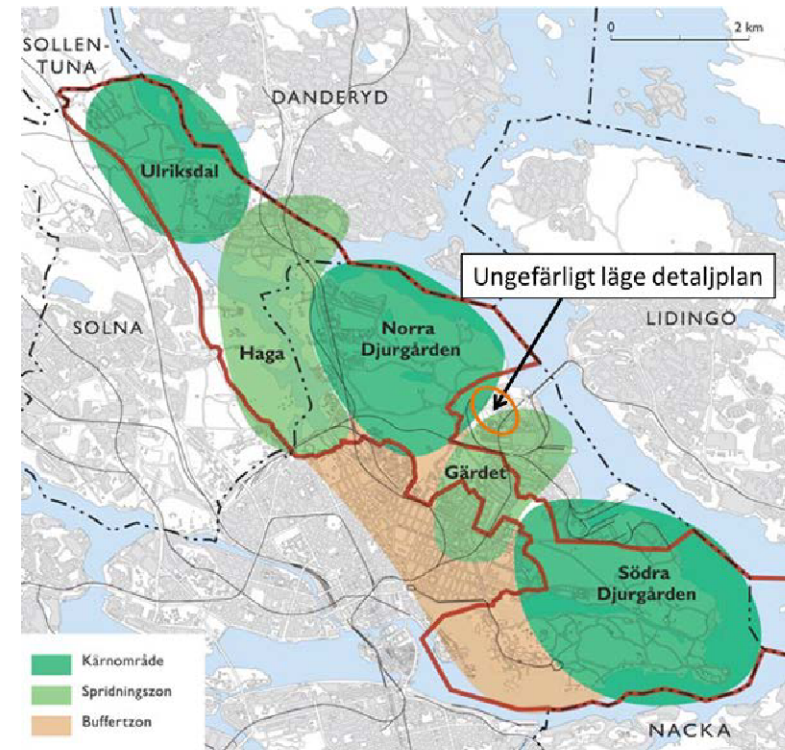 SOLLEN-
TUNA
0 2 km
DANDERYD
Ulriksdal
Ungefärligt läge detaljplan
SOLNA
LIDINGÖ
Norra
Djurgården
Haga
Gärdet
Södra
Djurgården
Kärnområde
Spridningszon
Buffertzon
NACKA